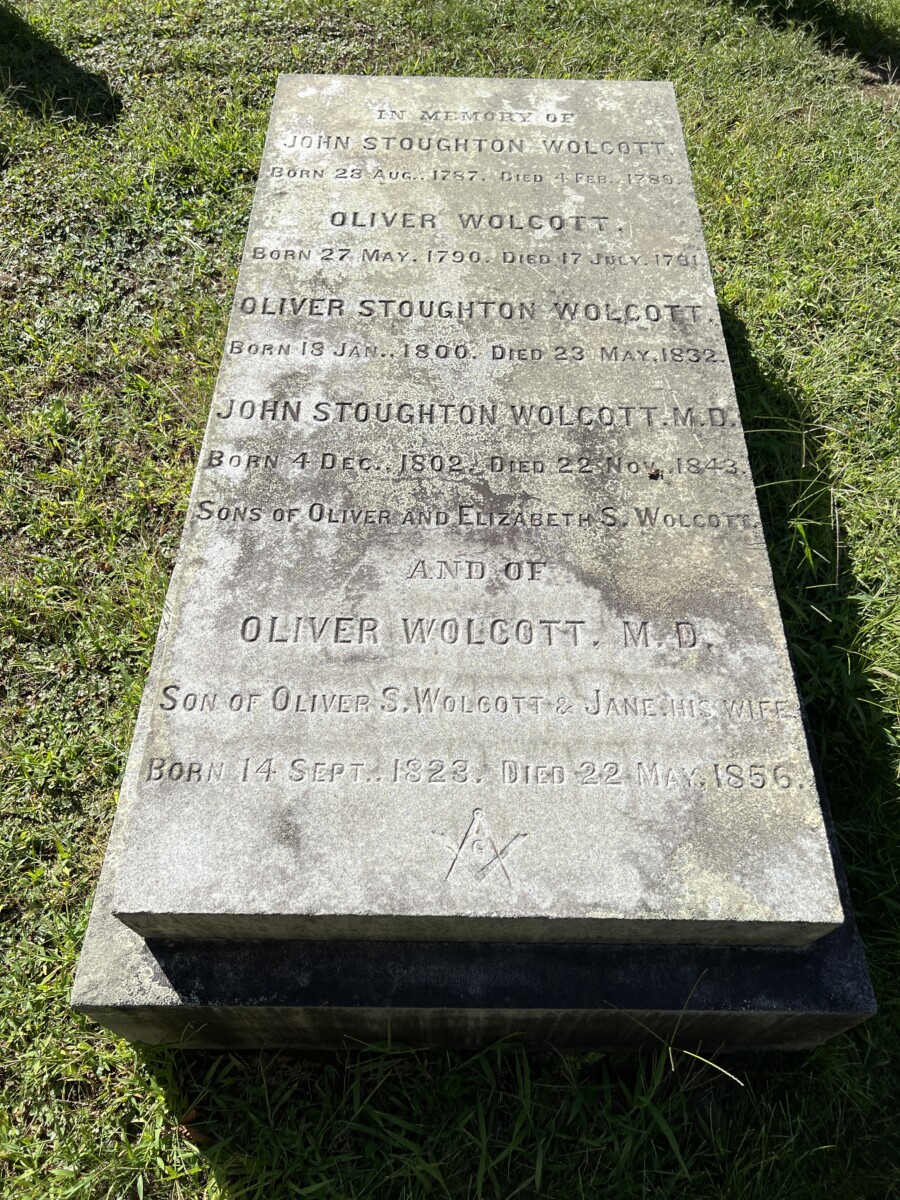 IN MEMORY OF
JOHN STOUGHTON WOLCOTT.
BORN 28 AUG., 1787. DIED 4 FEB., 1789.
OLIVER WOLCOTT.
BORN 27 MAY, 1790. DIED 17 JULY, 1791
OLIVER STOUGHTON WOLCOTT.
BORN 18 JAN., 1800. DIED 23 MAY, 1832.
JOHN STOUGHTON WOLCOTT. M.D.
BORN 4 DEC., 1802. DIED 22 NOV., 1843.
SONS OF OLIVER AND ELIZABETH S. WOLCOTT.
AND OF
OLIVER WOLCOTT. M.D.
SON OF OLIVER S. WOLCOTT & JANE, HIS WIFE.
BORN 14 SEPT., 1823. DIED 22 MAY, 1856.
G